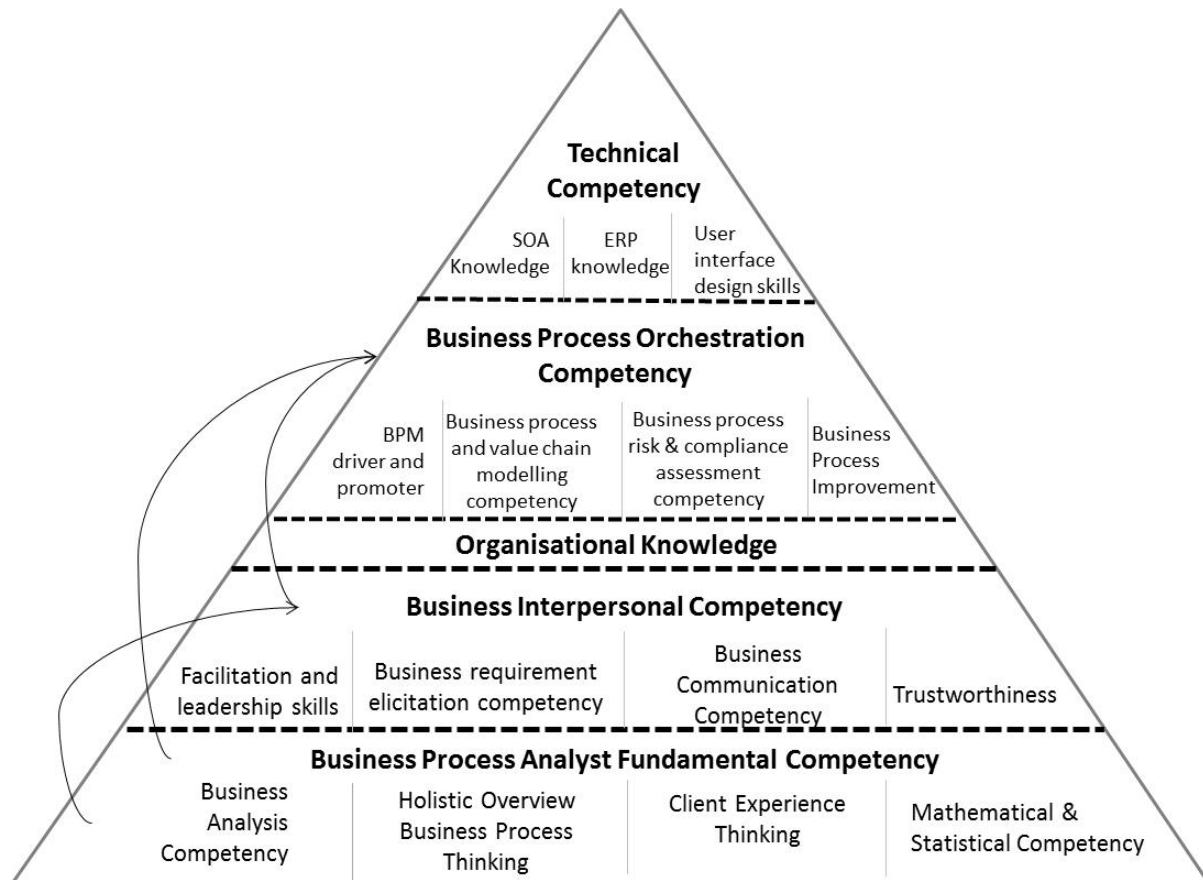 Technical
Competency
SOA
Knowledge
ERP
knowledge
User
interface
design skills
Business Process Orchestration
Competency
BPM
driver and
promoter
Business process
and value chain
modelling
competency
Business process
risk & compliance
assessment
competency
Business
Process
Improvement
Organisational Knowledge
Business Interpersonal Competency
Facilitation and
leadership skills
Business requirement
elicitation competency
Business
Communication
Competency
Trustworthiness
Business Process Analyst Fundamental Competency
Business
Analysis
Competency
Holistic Overview
Business Process
Thinking
Client Experience
Thinking
Mathematical &
Statistical Competency